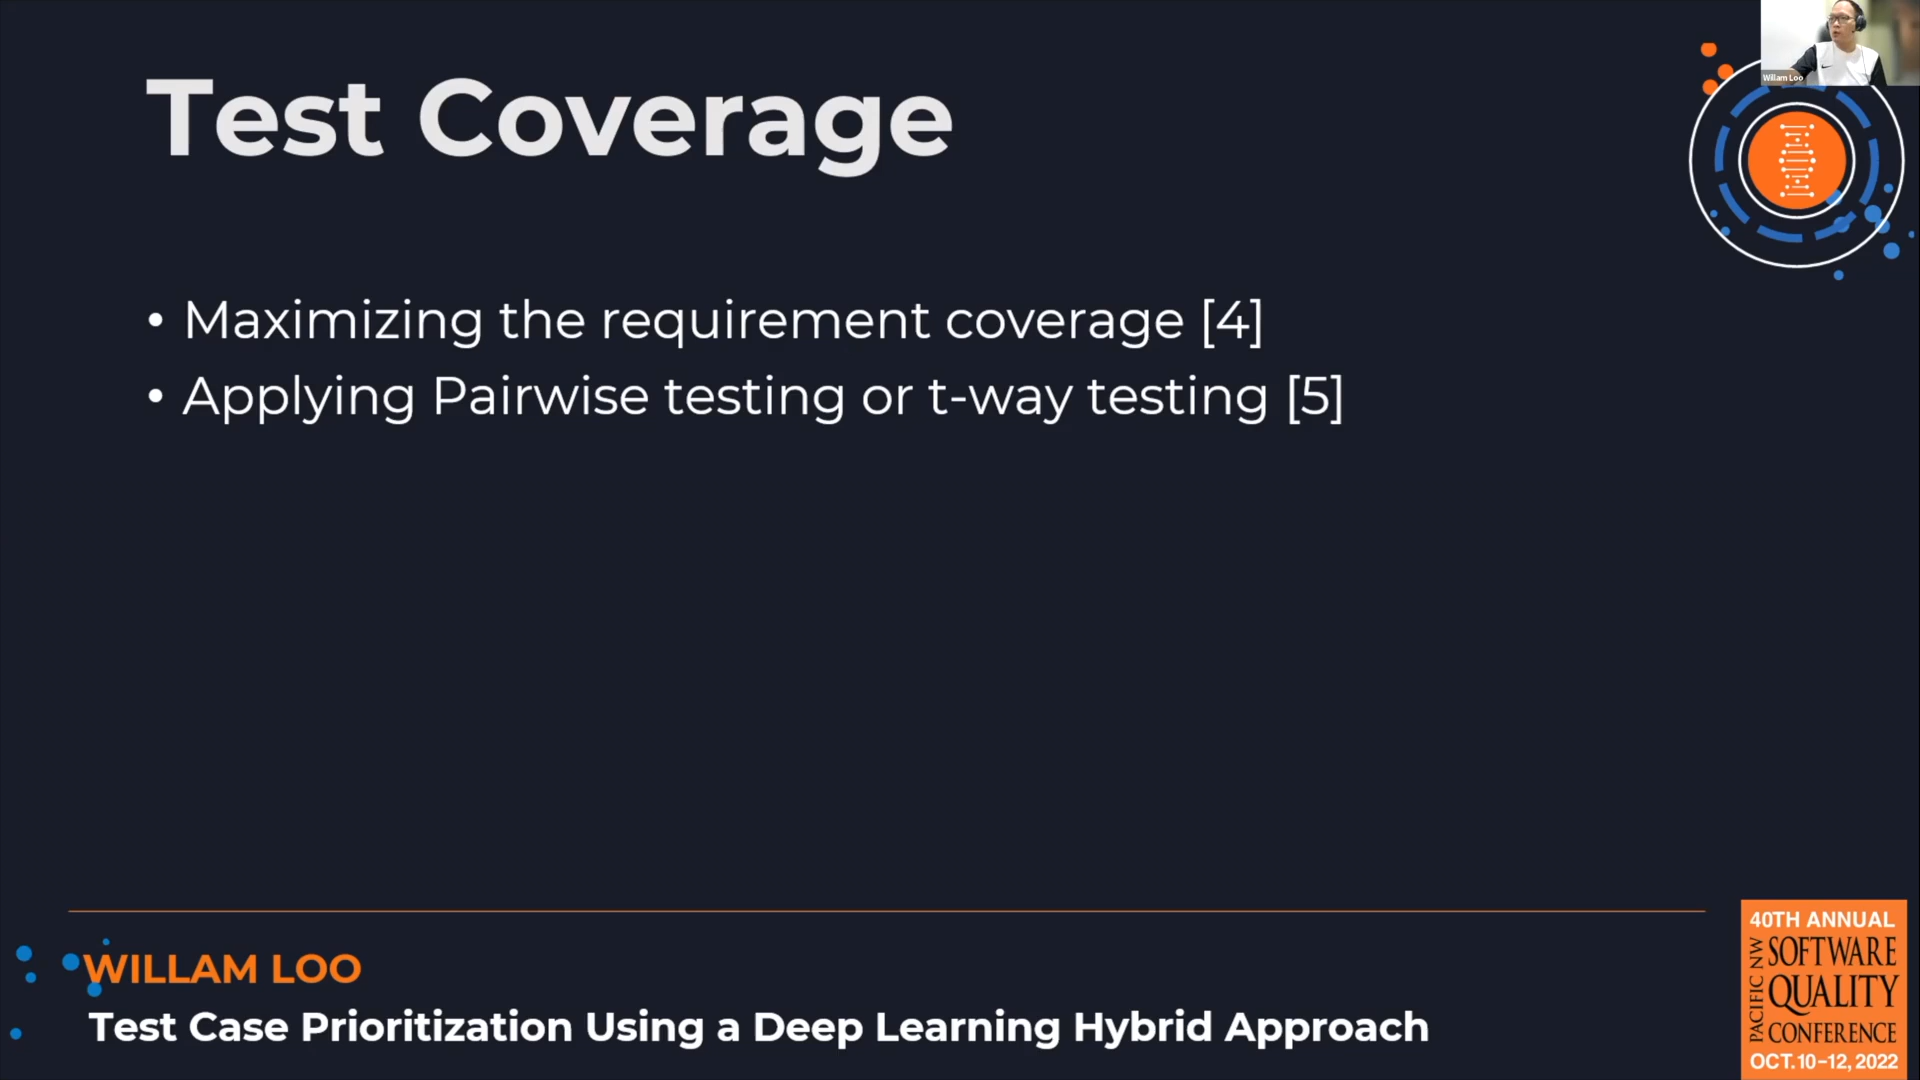 Willam Loo
Test Coverage
• Maximizing the requirement coverage [4]
• Applying Pairwise testing or t-way testing [5]
WILLAM LOO
Test Case Prioritization Using a Deep Learning Hybrid Approach
40TH ANNUAL
PACIFIC NW
SOFTWARE
QUALITY
CONFERENCE
OCT. 10-12, 2022